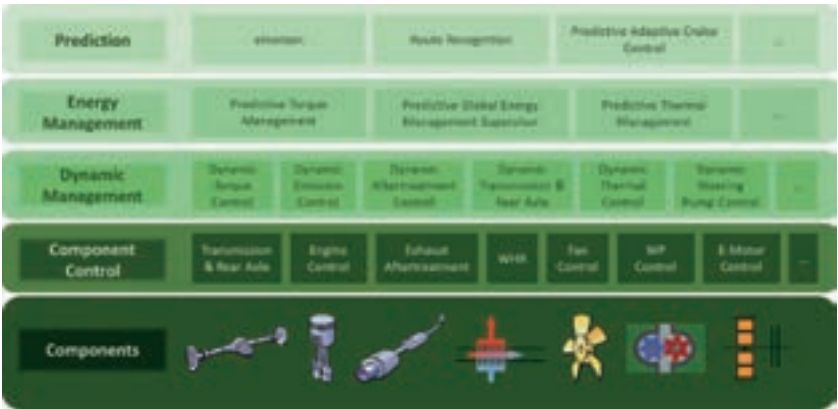 Prediction
eHorizon
Route Recognition
Predictive Adaptive Cruise
Control
...
Energy
Management
Predictive Torque
Management
Predictive Global Energy
Management Supervisor
Predictive Thermal
Management
...
Dynamic
Management
Dynamic
Torque
Control
Dynamic
Emission
Control
Dynamic
Aftertreatment
Control
Dynamic
Transmission &
Rear Axle
Dynamic
Thermal
Control
Dynamic
Steering
Pump Control
...
Component
Control
Transmission
& Rear Axle
Engine
Control
Exhaust
Aftertreatment
WHR
Fan
Control
WP
Control
E-Motor
Control
...
Components